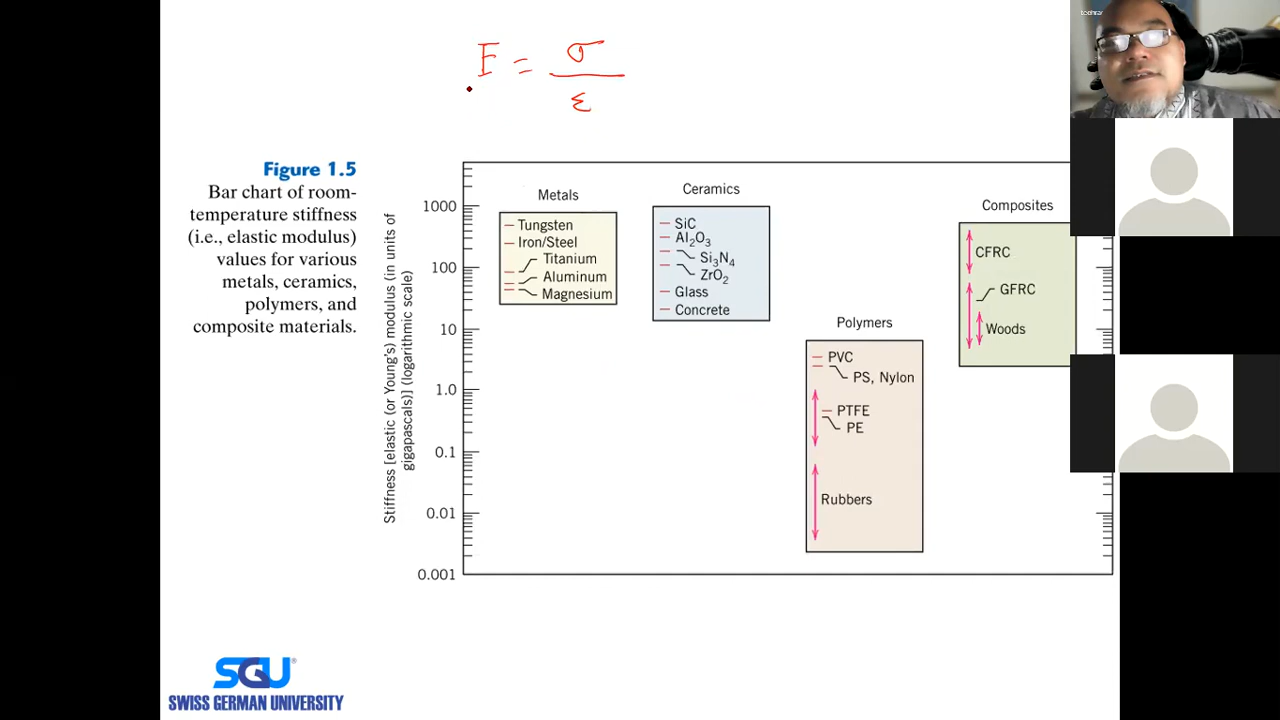 E = σ
ε
Figure 1.5
Bar chart of room-
temperature stiffness
(i.e., elastic modulus)
values for various
metals, ceramics,
polymers, and
composite materials.
Stiffness [elastic (or Young's) modulus (in units of
gigapascals)] (logarithmic scale)
1000
100
10
1.0
0.1
0.01
0.001
Metals
Tungsten
Iron/Steel
Titanium
Aluminum
Magnesium
Ceramics
SiC
Al₂O₃
Si₃N₄
ZrO₂
Glass
Concrete
Polymers
PVC
PS, Nylon
PTFE
PE
Rubbers
Composites
CFRC
GFRC
Woods
SGU®
SWISS GERMAN UNIVERSITY